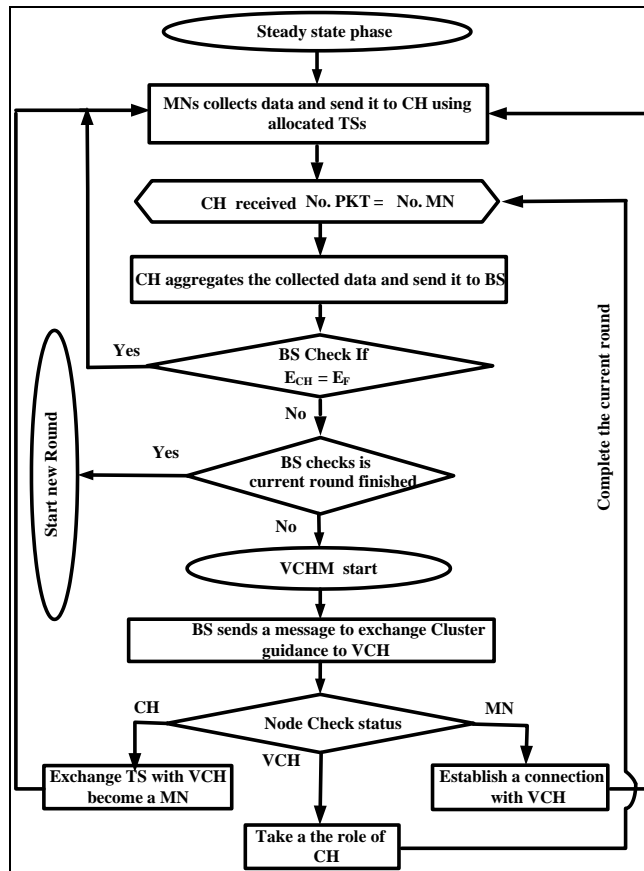 Steady state phase
MNs collects data and send it to CH using
allocated TSs
CH received No. PKT = No. MN
CH aggregates the collected data and send it to BS
Yes
BS Check If
E_CH = E_F
No
Yes
BS checks is
current round finished
Start new Round
Complete the current round
No
VCHM start
BS sends a message to exchange Cluster
guidance to VCH
CH
Node Check status
MN
VCH
Exchange TS with VCH
become a MN
Establish a connection
with VCH
Take a the role of
CH